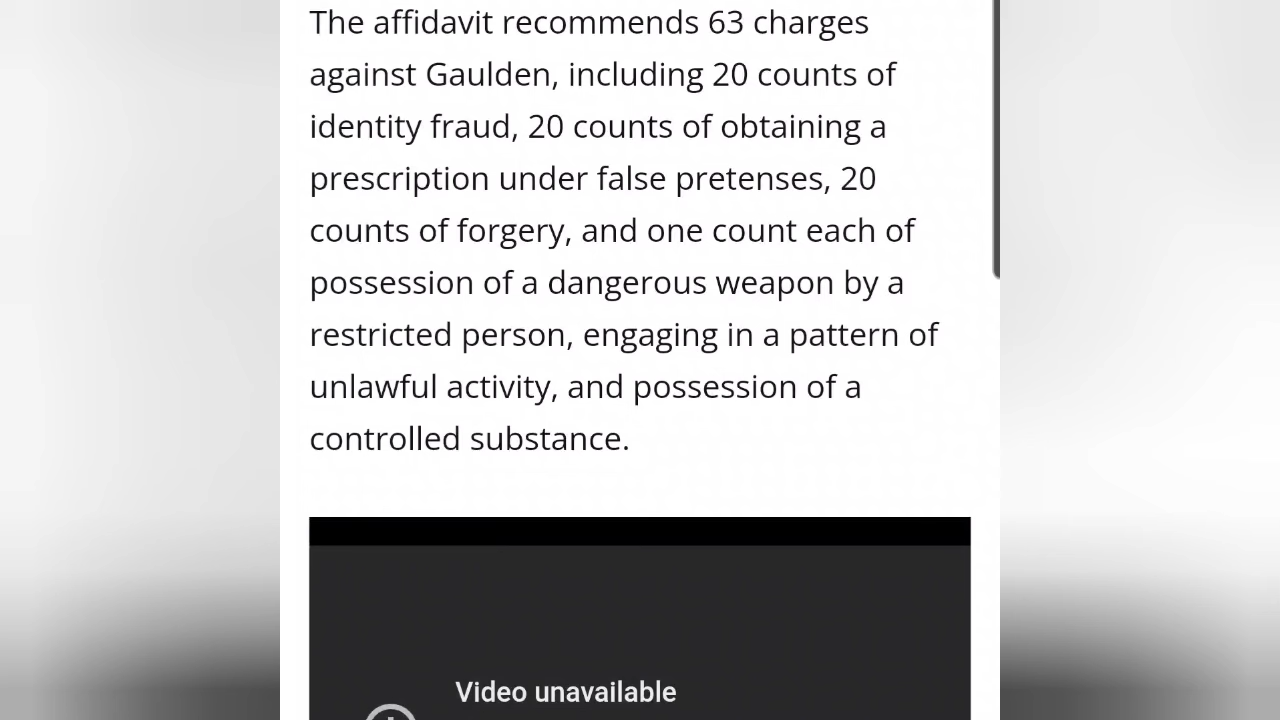 The affidavit recommends 63 charges
against Gaulden, including 20 counts of
identity fraud, 20 counts of obtaining a
prescription under false pretenses, 20
counts of forgery, and one count each of
possession of a dangerous weapon by a
restricted person, engaging in a pattern of
unlawful activity, and possession of a
controlled substance.
Video unavailable